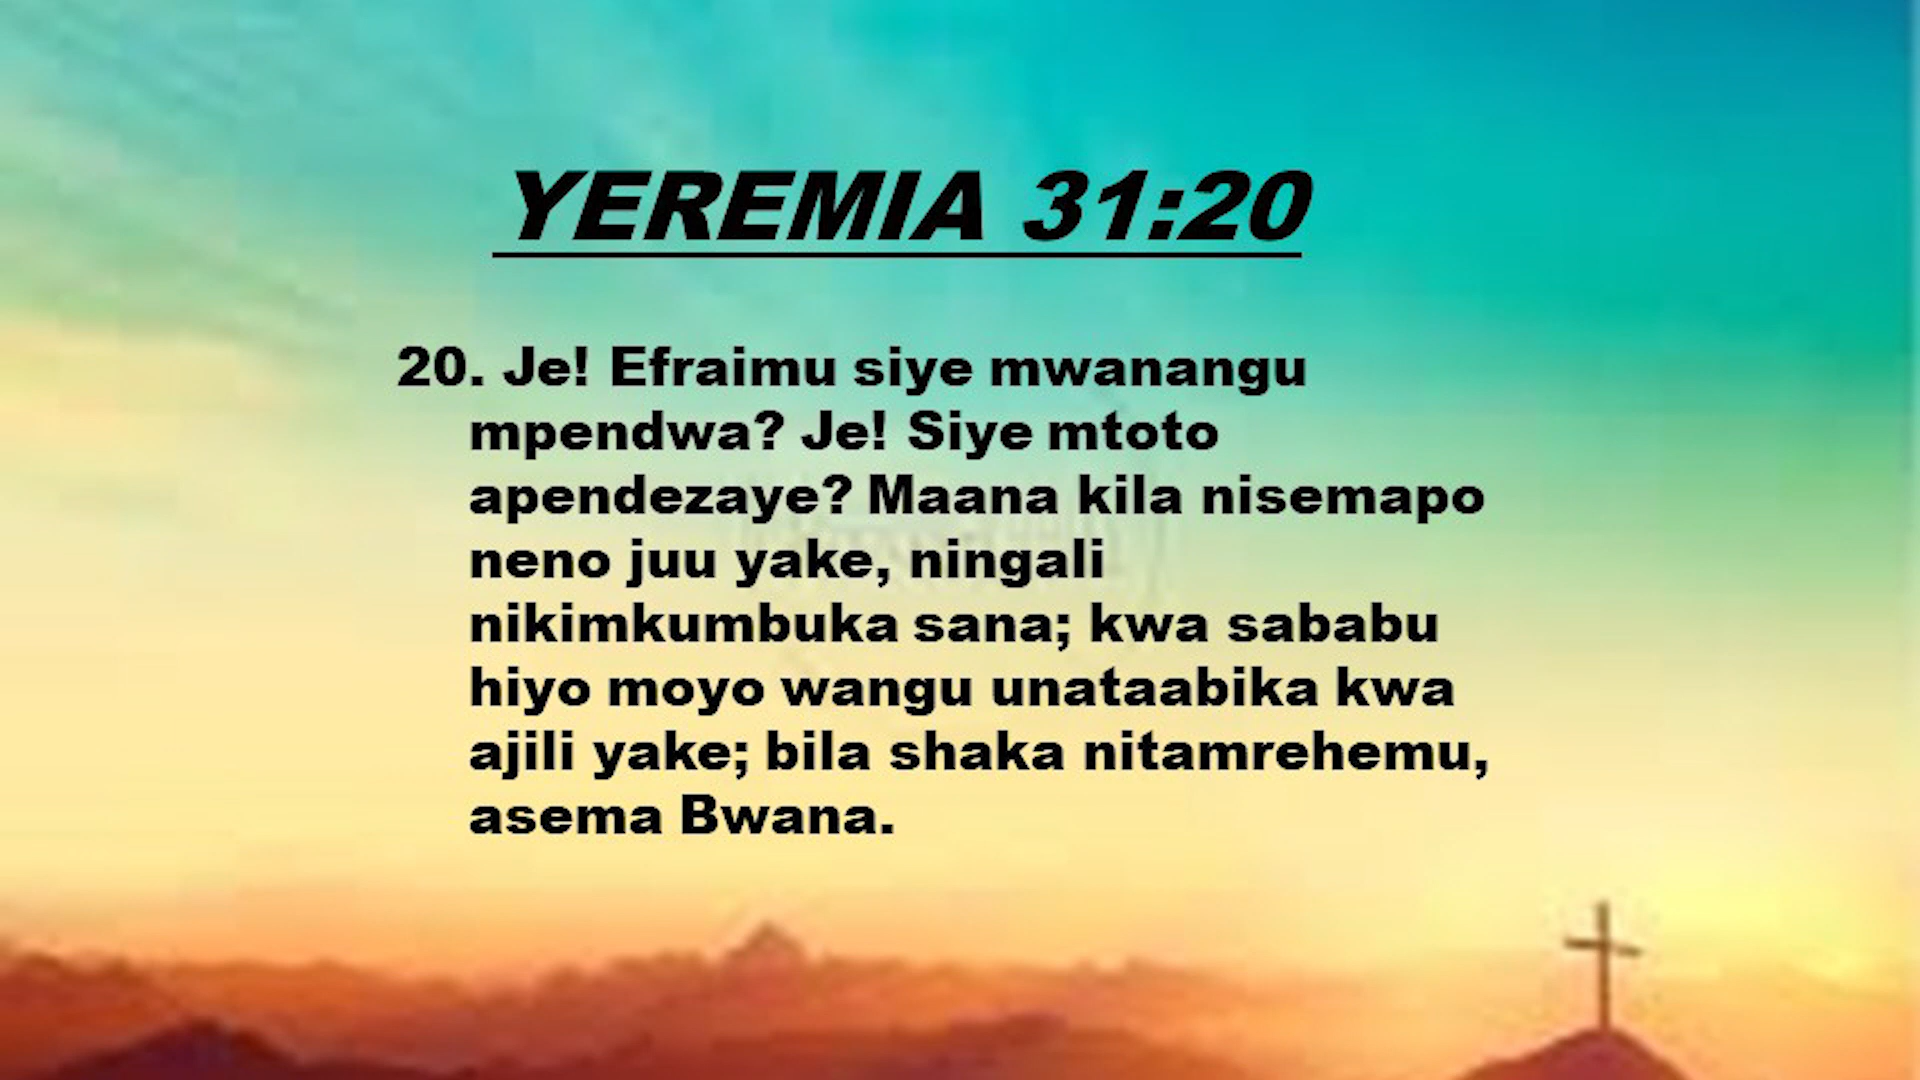 YEREMIA 31:20
20. Je! Efraimu siye mwanangu
mpendwa? Je! Siye mtoto
apendezaye? Maana kila nisemapo
neno juu yake, ningali
nikimkumbuka sana; kwa sababu
hiyo moyo wangu unataabika kwa
ajili yake; bila shaka nitamrehemu,
asema Bwana.